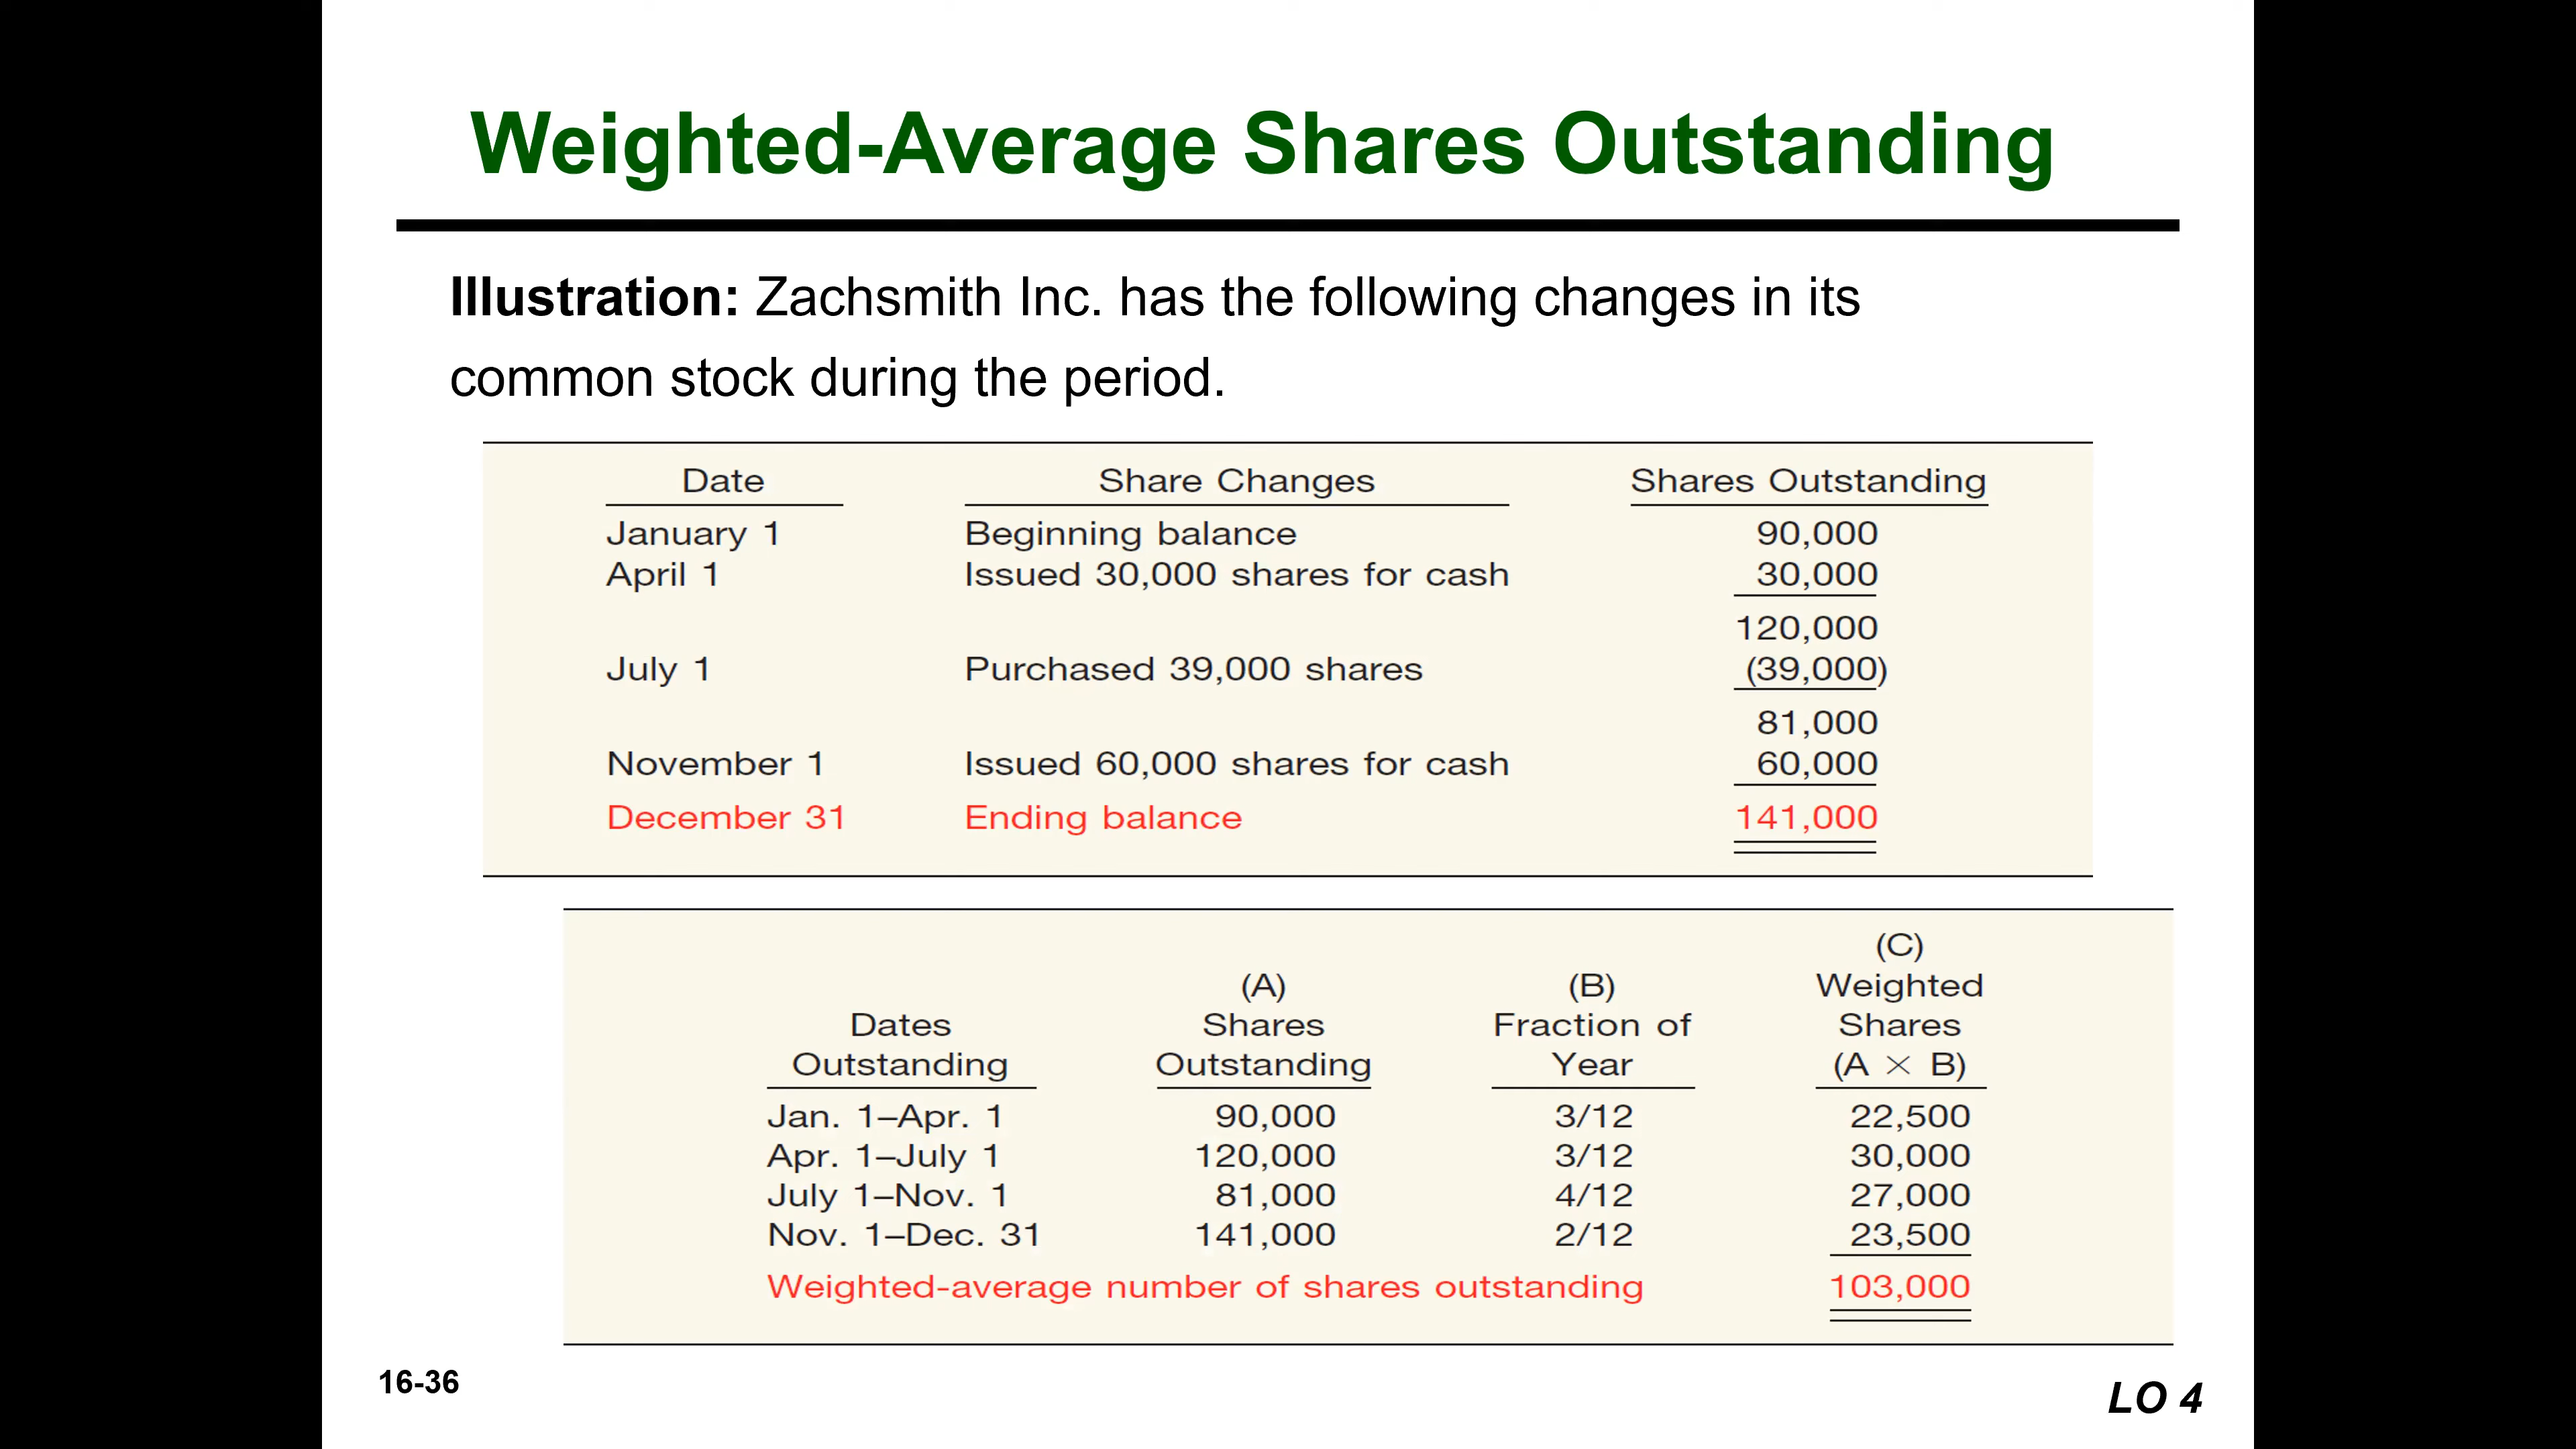 Weighted-Average Shares Outstanding
Illustration: Zachsmith Inc. has the following changes in its
common stock during the period.
Date Share Changes Shares Outstanding
January 1 Beginning balance 90,000
April 1 Issued 30,000 shares for cash 30,000
120,000
July 1 Purchased 39,000 shares (39,000)
81,000
November 1 Issued 60,000 shares for cash 60,000
December 31 Ending balance 141,000
(C)
(A) (B) Weighted
Dates Shares Fraction of Shares
Outstanding Outstanding Year (A × B)
Jan. 1–Apr. 1 90,000 3/12 22,500
Apr. 1–July 1 120,000 3/12 30,000
July 1–Nov. 1 81,000 4/12 27,000
Nov. 1–Dec. 31 141,000 2/12 23,500
Weighted-average number of shares outstanding 103,000
16-36
LO 4